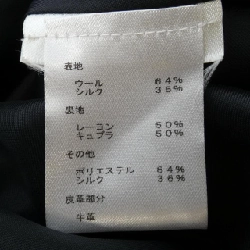 表地
ウール 64%
シルク 36%
裏地
レーヨン 50%
キュプラ 50%
その他
ポリエステル 64%
シルク 36%
皮革部分
牛革